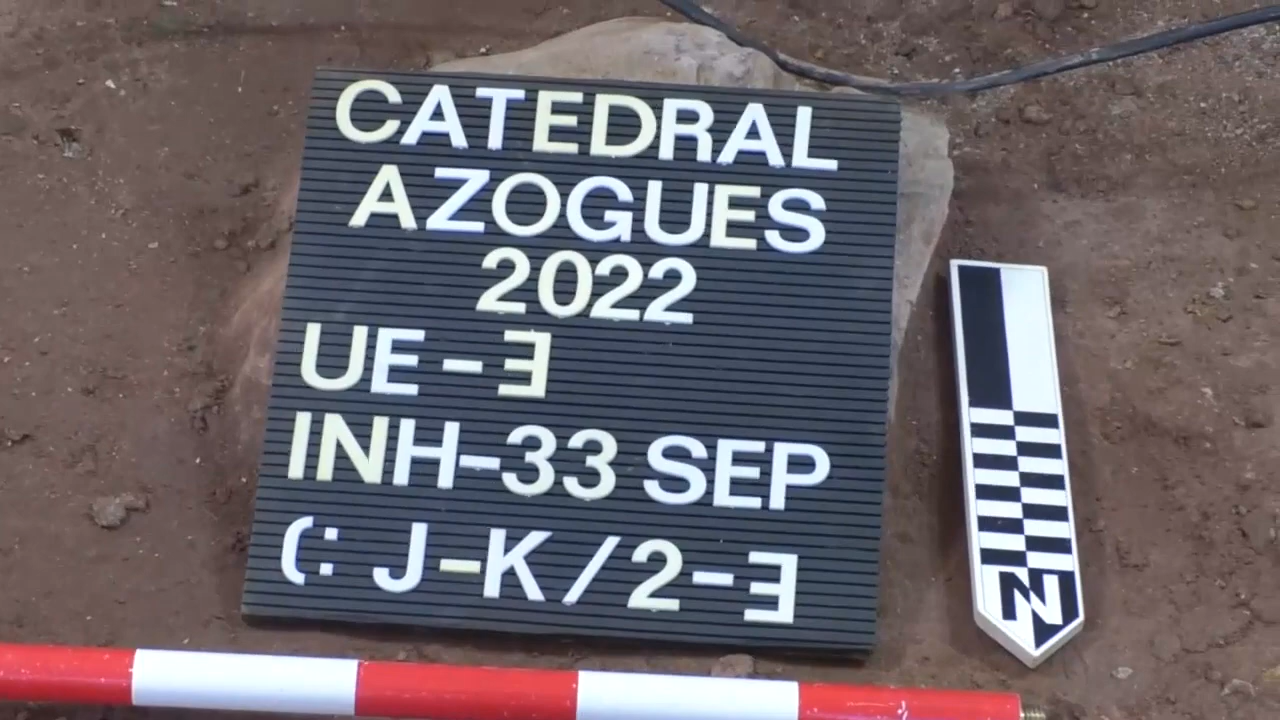 CATEDRAL
AZOGUES
2022
UE-Ǝ
INH-33 SEP
(: J-K/2-Ǝ
N